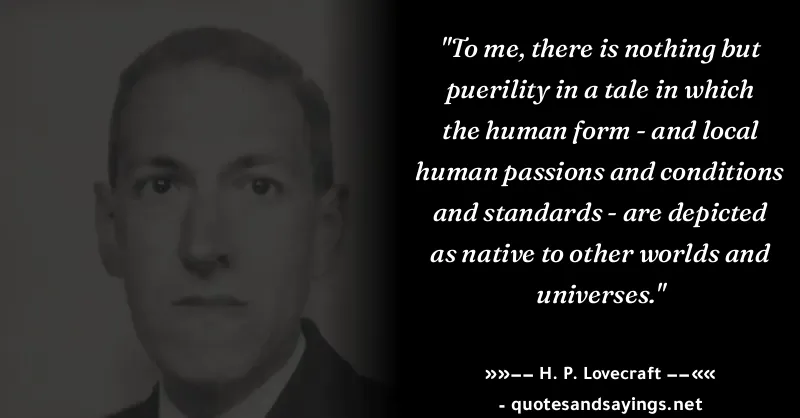 "To me, there is nothing but
puerility in a tale in which
the human form - and local
human passions and conditions
and standards - are depicted
as native to other worlds and
universes."
»»–– H. P. Lovecraft ––««
- quotesandsayings.net